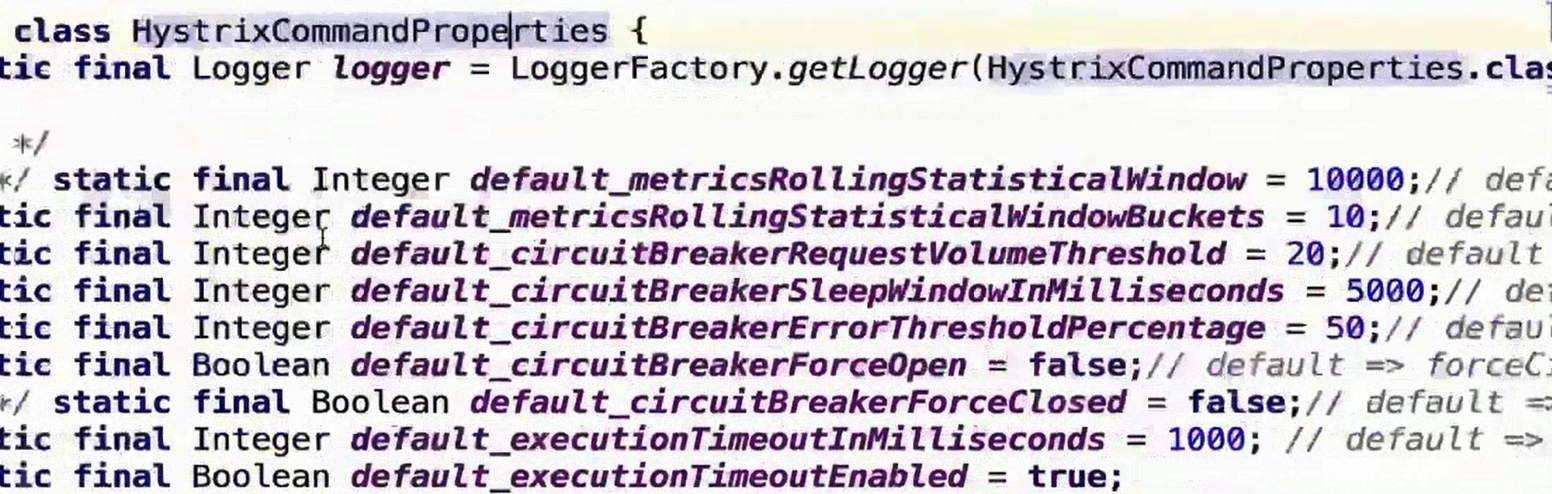 class HystrixCommandProperties {
tic final Logger logger = LoggerFactory.getLogger(HystrixCommandProperties.clas
*/
*/ static final Integer default_metricsRollingStatisticalWindow = 10000;// defa
tic final Integer default_metricsRollingStatisticalWindowBuckets = 10;// defau
tic final Integer default_circuitBreakerRequestVolumeThreshold = 20;// default
tic final Integer default_circuitBreakerSleepWindowInMilliseconds = 5000;// def
tic final Integer default_circuitBreakerErrorThresholdPercentage = 50;// defau
tic final Boolean default_circuitBreakerForceOpen = false;// default => forceC
*/ static final Boolean default_circuitBreakerForceClosed = false;// default =>
tic final Integer default_executionTimeoutInMilliseconds = 1000; // default =>
tic final Boolean default_executionTimeoutEnabled = true;